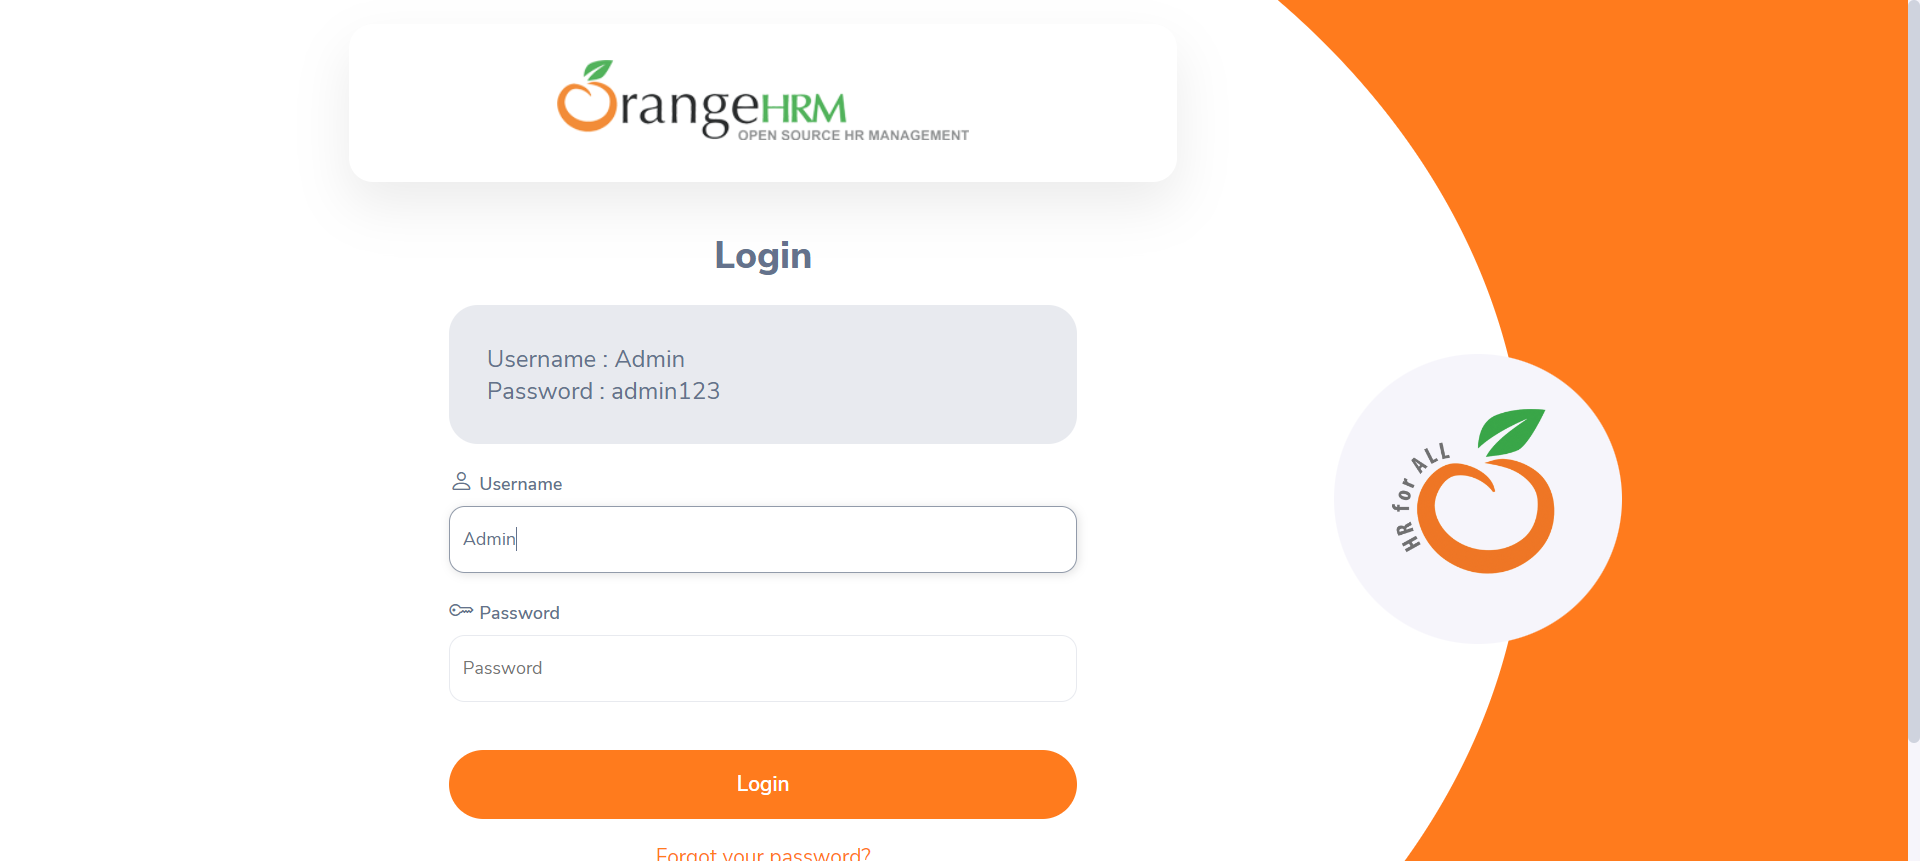 OrangeHRM
OPEN SOURCE HR MANAGEMENT
Login
Username : Admin
Password : admin123
Username
Admin
Password
Password
Login
Forgot your password?
HR for ALL